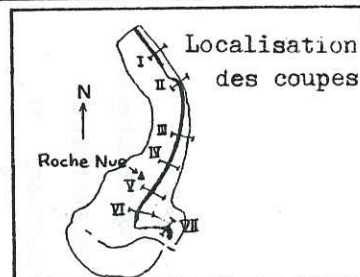 Localisation
des coupes
N
I
II
III
IV
Roche Nue
V
VI
VII